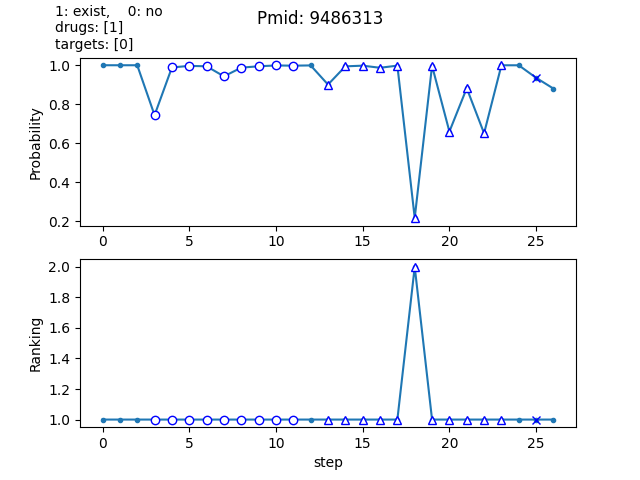 1: exist,    0: no
drugs: [1]
targets: [0]
Pmid: 9486313
1.0
0.8
0.6
0.4
0.2
Probability
0 5 10 15 20 25
2.0
1.8
1.6
1.4
1.2
1.0
Ranking
0 5 10 15 20 25
step